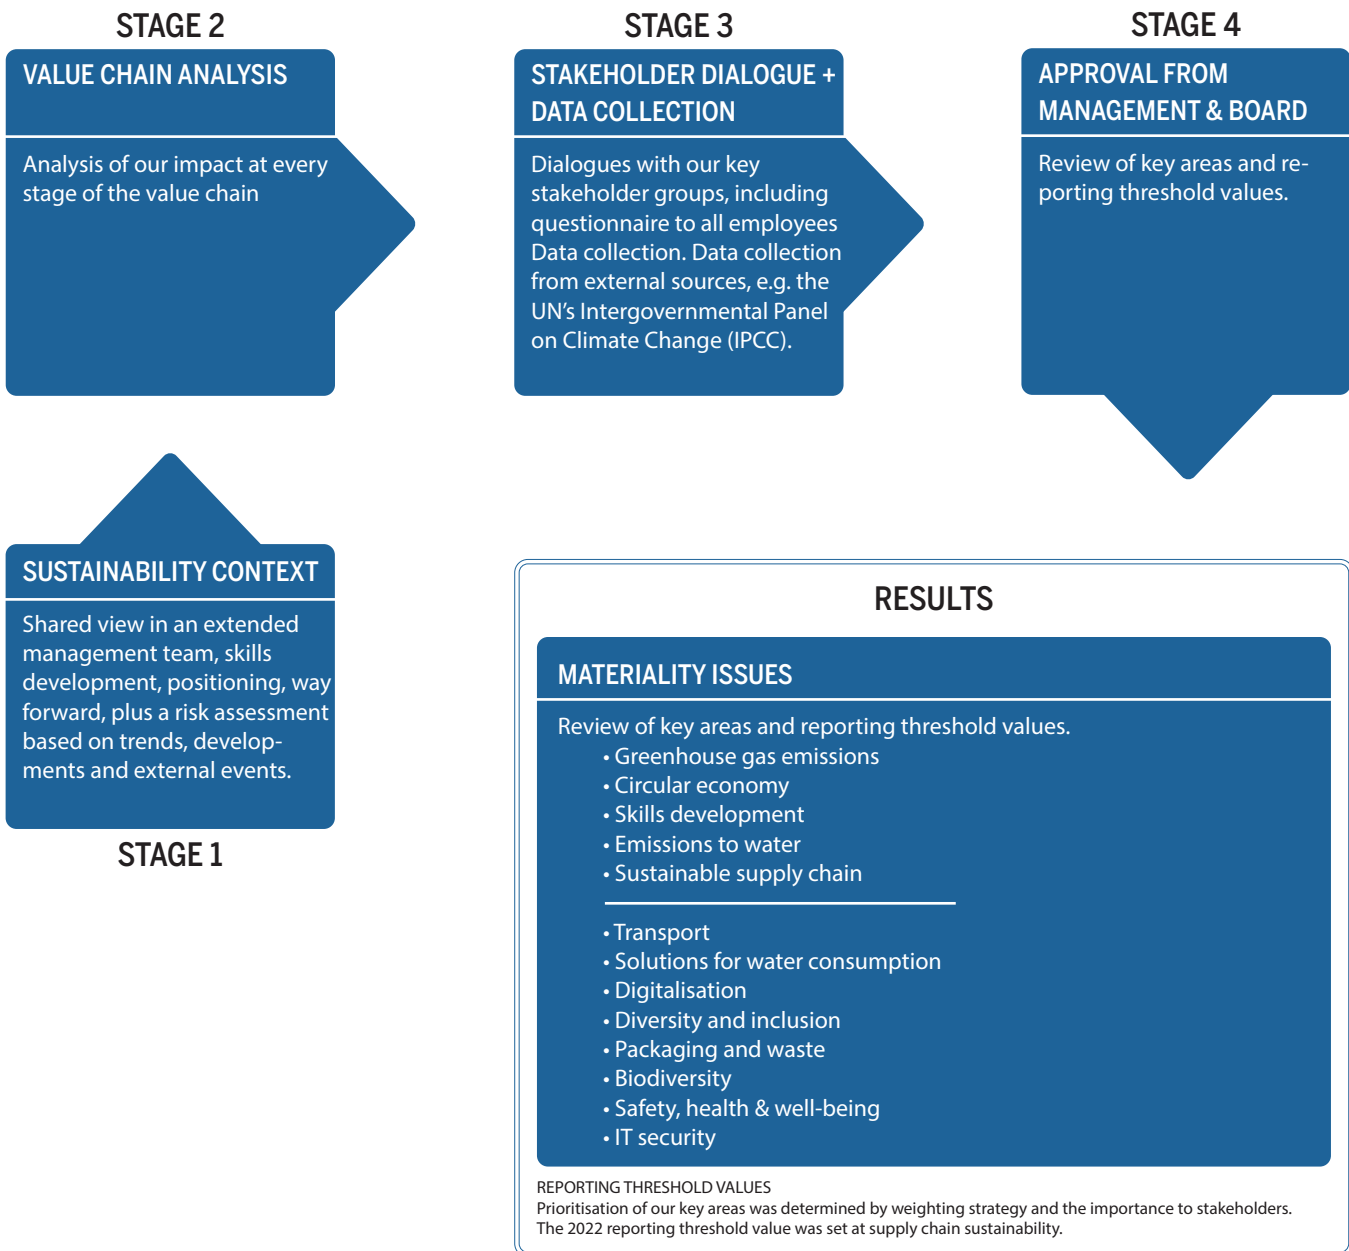 STAGE 2
VALUE CHAIN ANALYSIS
Analysis of our impact at every
stage of the value chain
STAGE 3
STAKEHOLDER DIALOGUE +
DATA COLLECTION
Dialogues with our key
stakeholder groups, including
questionnaire to all employees
Data collection. Data collection
from external sources, e.g. the
UN's Intergovernmental Panel
on Climate Change (IPCC).
STAGE 4
APPROVAL FROM
MANAGEMENT & BOARD
Review of key areas and re-
porting threshold values.
SUSTAINABILITY CONTEXT
Shared view in an extended
management team, skills
development, positioning, way
forward, plus a risk assessment
based on trends, develop-
ments and external events.
STAGE 1
RESULTS
MATERIALITY ISSUES
Review of key areas and reporting threshold values.
• Greenhouse gas emissions
• Circular economy
• Skills development
• Emissions to water
• Sustainable supply chain
• Transport
• Solutions for water consumption
• Digitalisation
• Diversity and inclusion
• Packaging and waste
• Biodiversity
• Safety, health & well-being
• IT security
REPORTING THRESHOLD VALUES
Prioritisation of our key areas was determined by weighting strategy and the importance to stakeholders.
The 2022 reporting threshold value was set at supply chain sustainability.